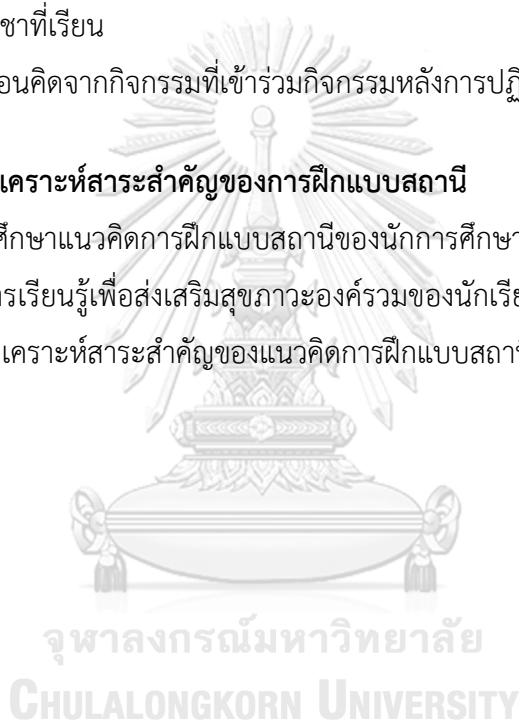 ชาที่เรียน
อนคิดจากกิจกรรมที่เข้าร่วมกิจกรรมหลังการปฏิ
เคราะห์สาระสำคัญของการฝึกแบบสถานี
ศึกษาแนวคิดการฝึกแบบสถานีของนักการศึกษา
ารเรียนรู้เพื่อส่งเสริมสุขภาวะองค์รวมของนักเรีย
เคราะห์สาระสำคัญของแนวคิดการฝึกแบบสถานี
จุฬาลงกรณ์มหาวิทยาลัย
CHULALONGKORN UNIVERSITY